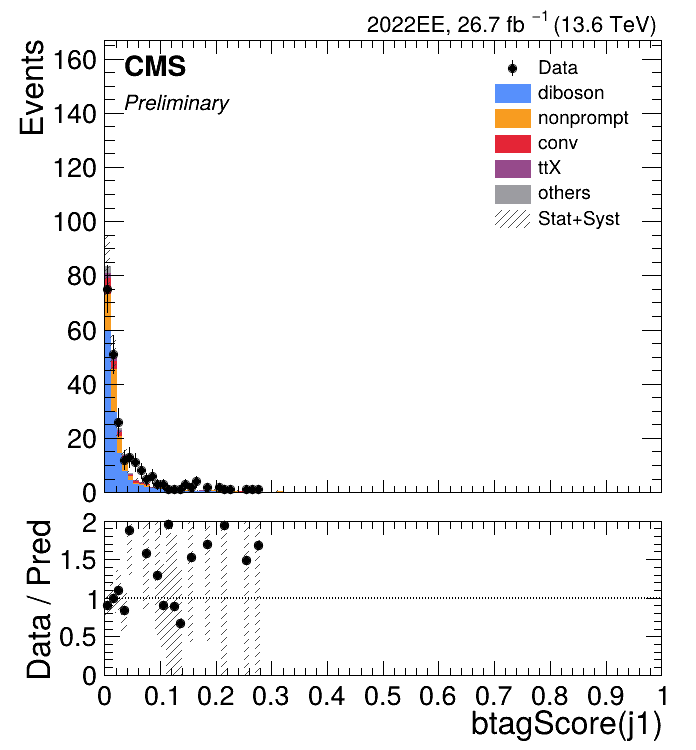 2022EE, 26.7 fb⁻¹ (13.6 TeV)
CMS
Preliminary
Events
160
140
120
100
80
60
40
20
0
Data
diboson
nonprompt
conv
ttX
others
Stat+Syst
Data / Pred
2
1.5
1
0.5
0
0 0.1 0.2 0.3 0.4 0.5 0.6 0.7 0.8 0.9 1
btagScore(j1)